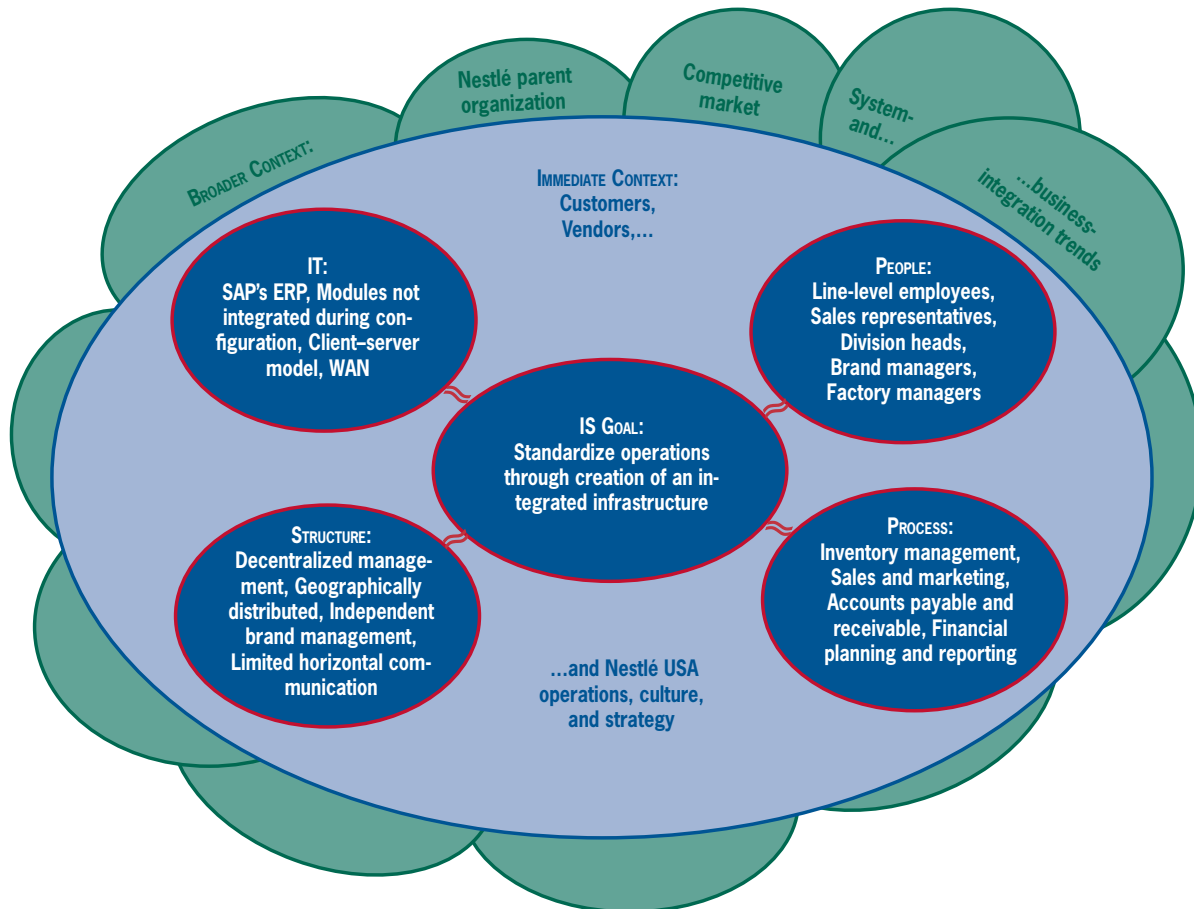 BROADER CONTEXT:
Nestlé parent
organization
Competitive
market
System-
and…
…business-
integration trends
IMMEDIATE CONTEXT:
Customers,
Vendors,…
IT:
SAP’s ERP, Modules not
integrated during con-
figuration, Client–server
model, WAN
PEOPLE:
Line-level employees,
Sales representatives,
Division heads,
Brand managers,
Factory managers
IS GOAL:
Standardize operations
through creation of an in-
tegrated infrastructure
STRUCTURE:
Decentralized manage-
ment, Geographically
distributed, Independent
brand management,
Limited horizontal com-
munication
PROCESS:
Inventory management,
Sales and marketing,
Accounts payable and
receivable, Financial
planning and reporting
…and Nestlé USA
operations, culture,
and strategy